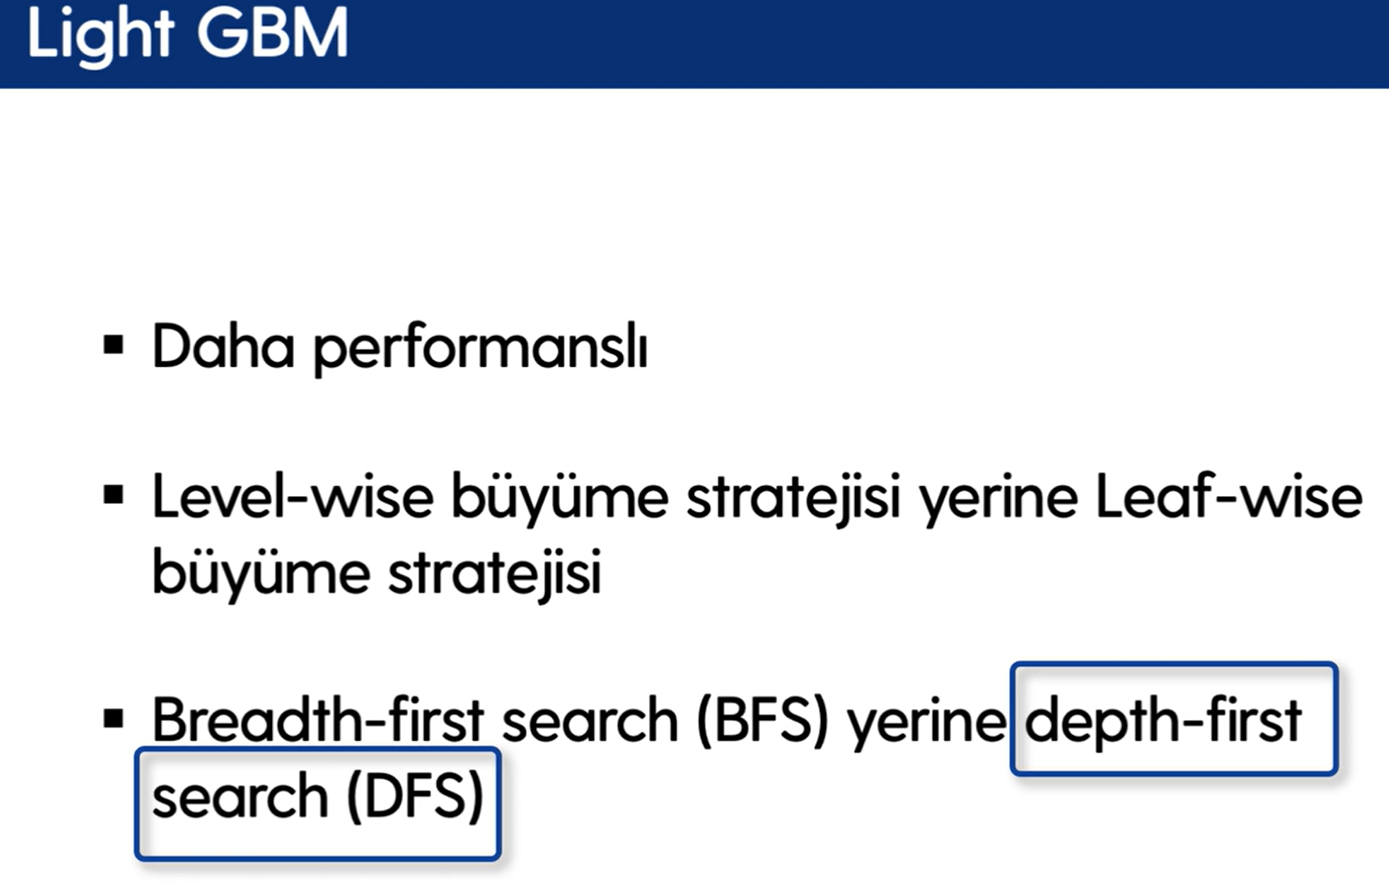 Light GBM
▪ Daha performanslı
▪ Level-wise büyüme stratejisi yerine Leaf-wise
büyüme stratejisi
▪ Breadth-first search (BFS) yerine depth-first
search (DFS)